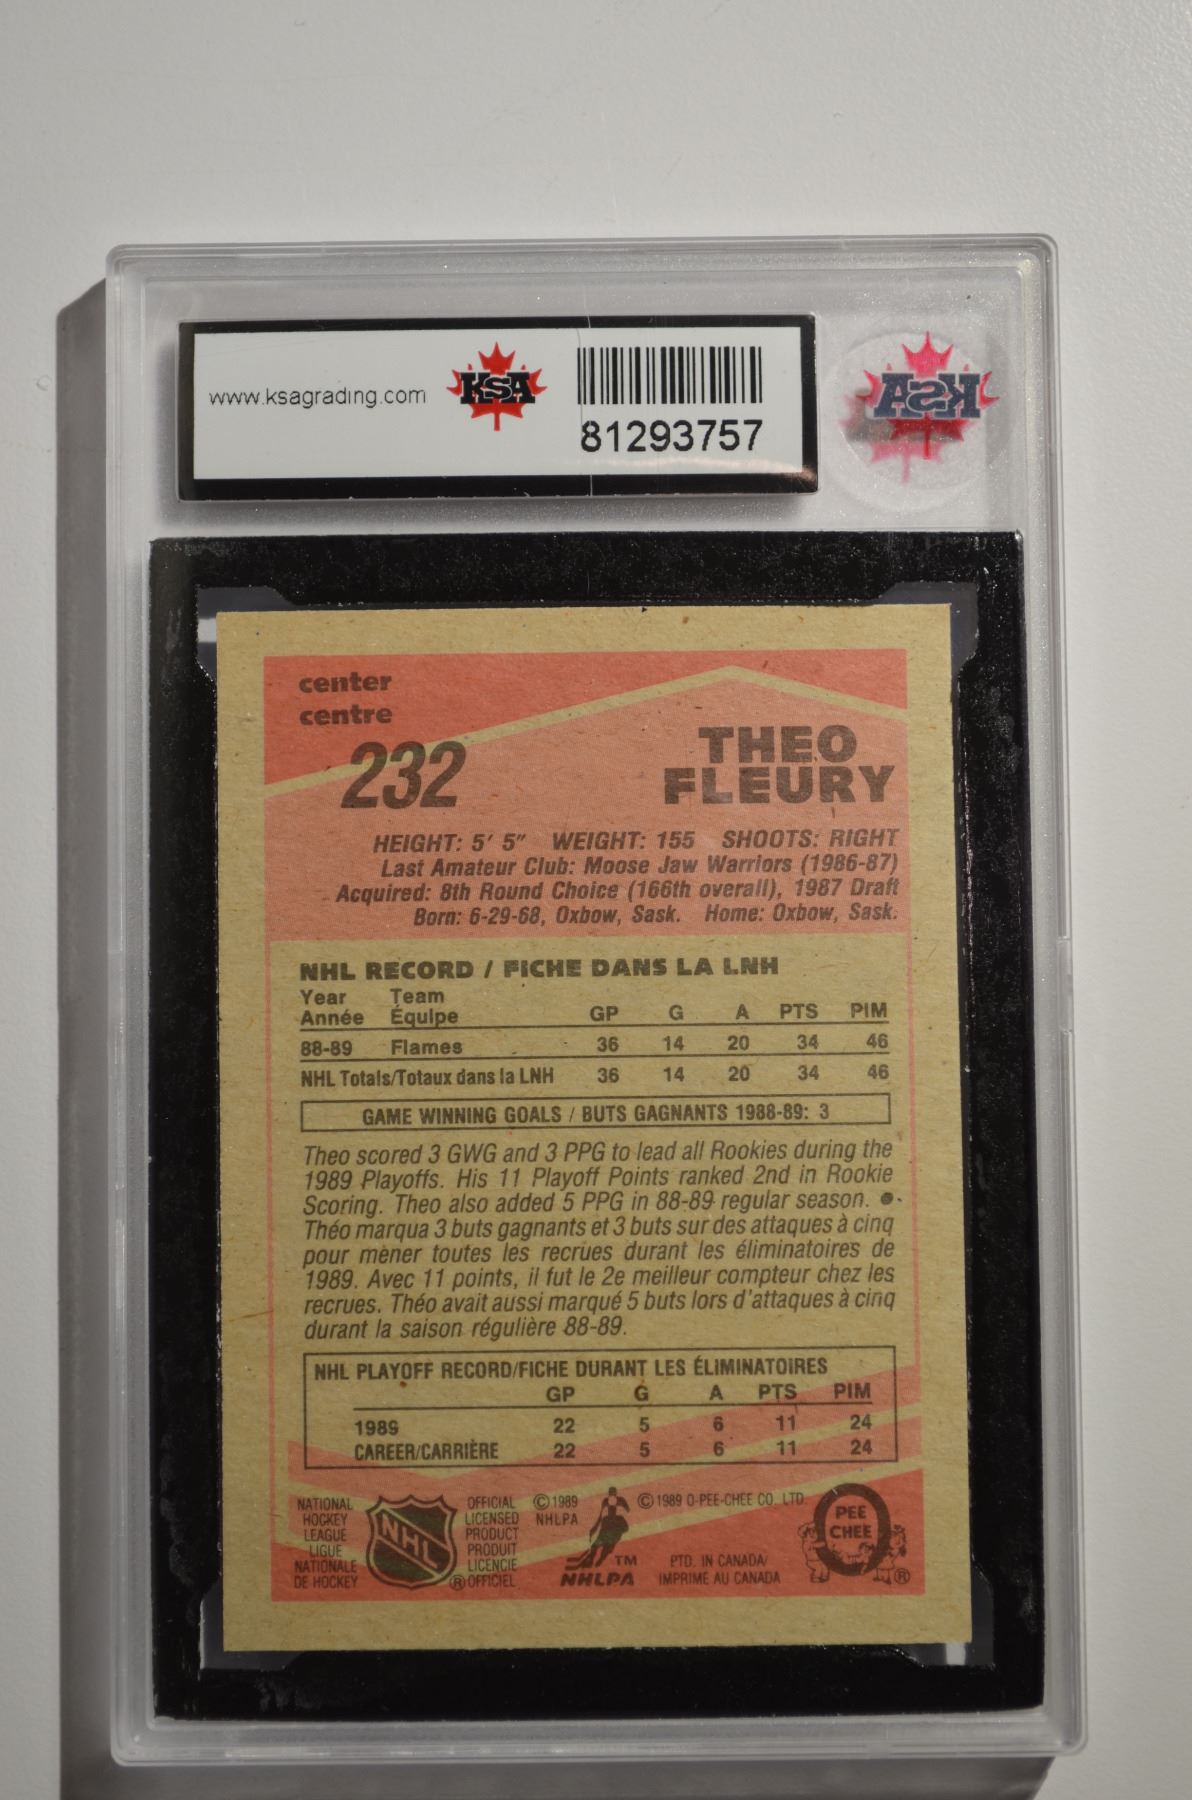 www.ksagrading.com
KSA
81293757
KSA
center
centre
232
THEO
FLEURY
HEIGHT: 5' 5" WEIGHT: 155 SHOOTS: RIGHT
Last Amateur Club: Moose Jaw Warriors (1986-87)
Acquired: 8th Round Choice (166th overall), 1987 Draft
Born: 6-29-68, Oxbow, Sask. Home: Oxbow, Sask.
NHL RECORD / FICHE DANS LA LNH
Year Team
Année Équipe GP G A PTS PIM
88-89 Flames 36 14 20 34 46
NHL Totals/Totaux dans la LNH 36 14 20 34 46
GAME WINNING GOALS / BUTS GAGNANTS 1988-89: 3
Theo scored 3 GWG and 3 PPG to lead all Rookies during the
1989 Playoffs. His 11 Playoff Points ranked 2nd in Rookie
Scoring. Theo also added 5 PPG in 88-89 regular season. ●
Théo marqua 3 buts gagnants et 3 buts sur des attaques à cinq
pour mener toutes les recrues durant les éliminatoires de
1989. Avec 11 points, il fut le 2e meilleur compteur chez les
recrues. Théo avait aussi marqué 5 buts lors d'attaques à cinq
durant la saison régulière 88-89.
NHL PLAYOFF RECORD/FICHE DURANT LES ÉLIMINATOIRES
GP G A PTS PIM
1989 22 5 6 11 24
CAREER/CARRIÈRE 22 5 6 11 24
NATIONAL
HOCKEY
LEAGUE
LIGUE
NATIONALE
DE HOCKEY
NHL
OFFICIAL
LICENSED
PRODUCT
PRODUIT
LICENCIE
® OFFICIEL
© 1989
NHLPA
TM
NHLPA
© 1989 O-PEE-CHEE CO. LTD.
PTD. IN CANADA/
IMPRIMÉ AU CANADA
O
PEE
CHEE
®